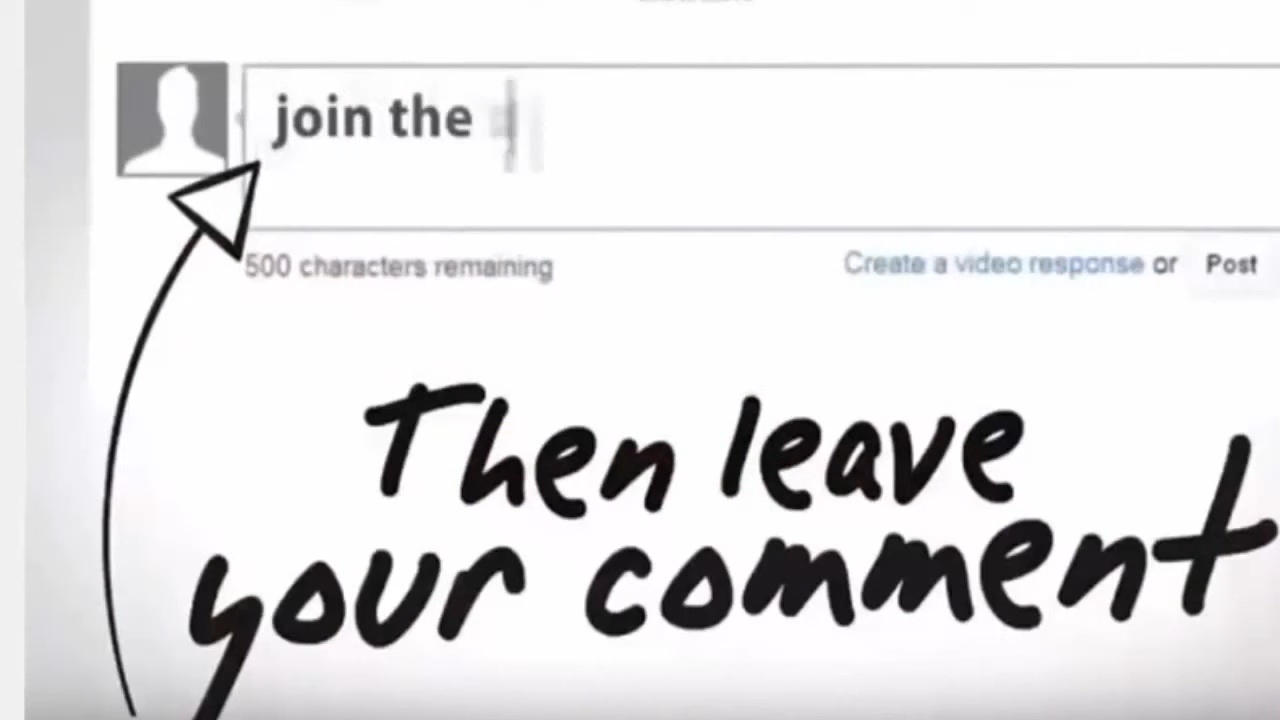 join the
500 characters remaining
Create a video response or Post
Then leave
your comment